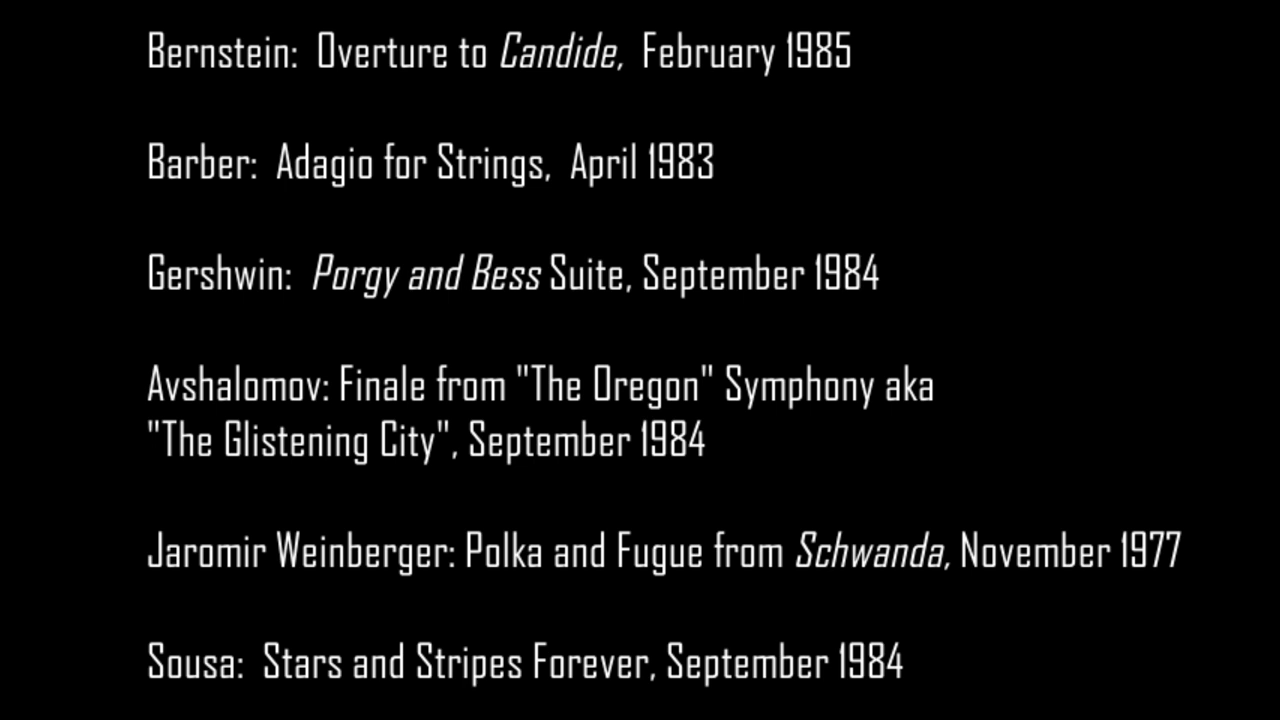 Bernstein:  Overture to Candide,  February 1985
Barber:  Adagio for Strings,  April 1983
Gershwin:  Porgy and Bess Suite, September 1984
Avshalomov: Finale from "The Oregon" Symphony aka
"The Glistening City", September 1984
Jaromir Weinberger: Polka and Fugue from Schwanda, November 1977
Sousa:  Stars and Stripes Forever, September 1984